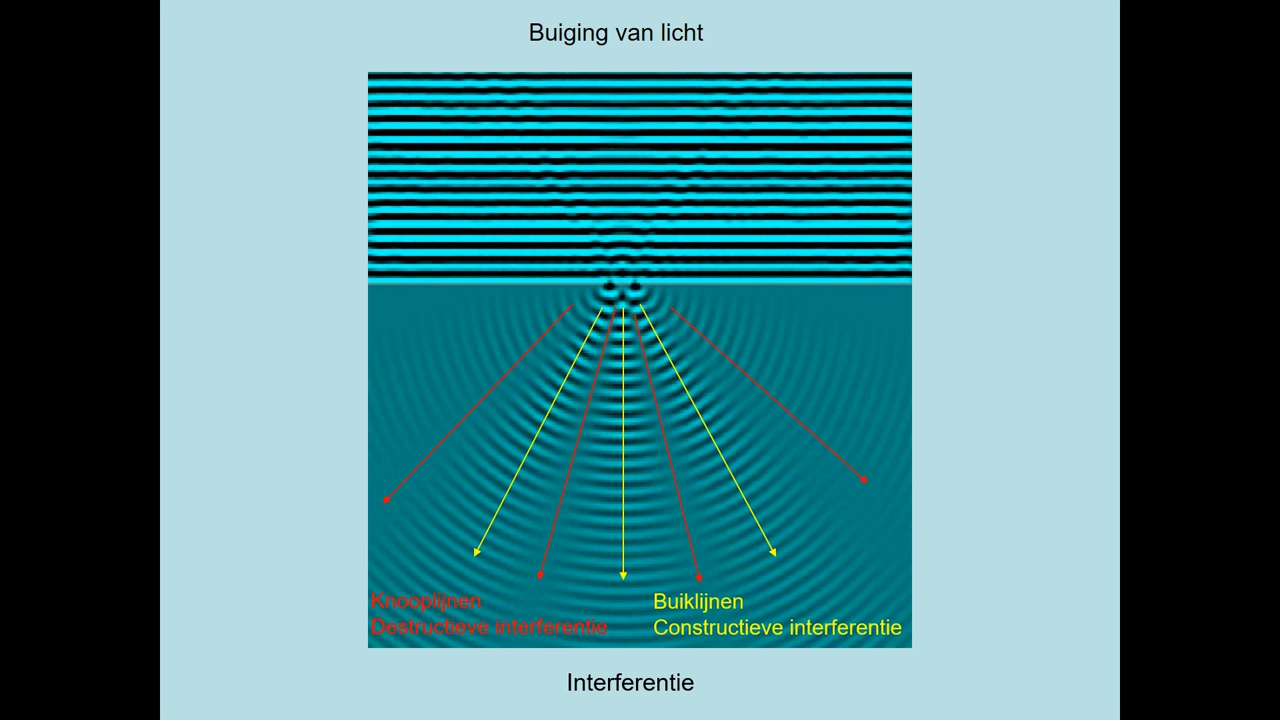 Buiging van licht
Knooplijnen
Destructieve interferentie
Buiklijnen
Constructieve interferentie
Interferentie